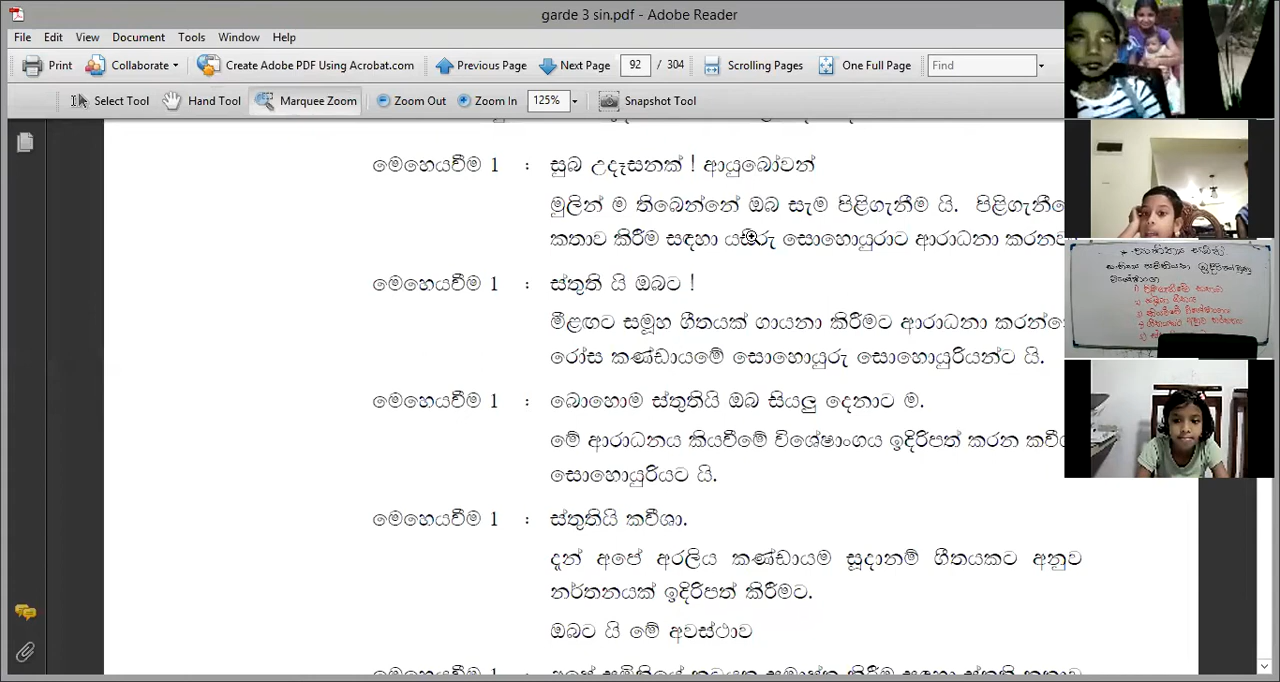 garde 3 sin.pdf - Adobe Reader
File Edit View Document Tools Window Help
Print Collaborate Create Adobe PDF Using Acrobat.com Previous Page Next Page 92 / 304 Scrolling Pages One Full Page Find
Select Tool Hand Tool Marquee Zoom Zoom Out Zoom In 125% Snapshot Tool
මෙහෙයවීම 1 : සුබ උදෑසනක් ! ආයුබෝවන්
මුලින් ම තිබෙන්නේ ඔබ සැම පිළිගැනීම යි.
කතාව කිරීම සඳහා සොහොයුරාට ආරාධනා
මෙහෙයවීම 1 : ස්තුති යි ඔබට !
මීළඟට සමූහ ගීතයක් ගායනා කිරීමට ආරාධනා
රෝස කණ්ඩායමේ සොහොයුරු සොහොයුරියන්ට යි.
මෙහෙයවීම 1 : බොහොම ස්තුතියි ඔබ සියලු දෙනාට ම.
මේ ආරාධනය කියවීමේ විශේෂාංගය ඉදිරිපත් කරන
සොහොයුරියට යි.
මෙහෙයවීම 1 : ස්තුතියි කවීශා.
දැන් අපේ අරලිය කණ්ඩායම සූදානම් ගීතයකට අනුව
නර්තනයක් ඉදිරිපත් කිරීමට.
ඔබට යි මේ අවස්ථාව